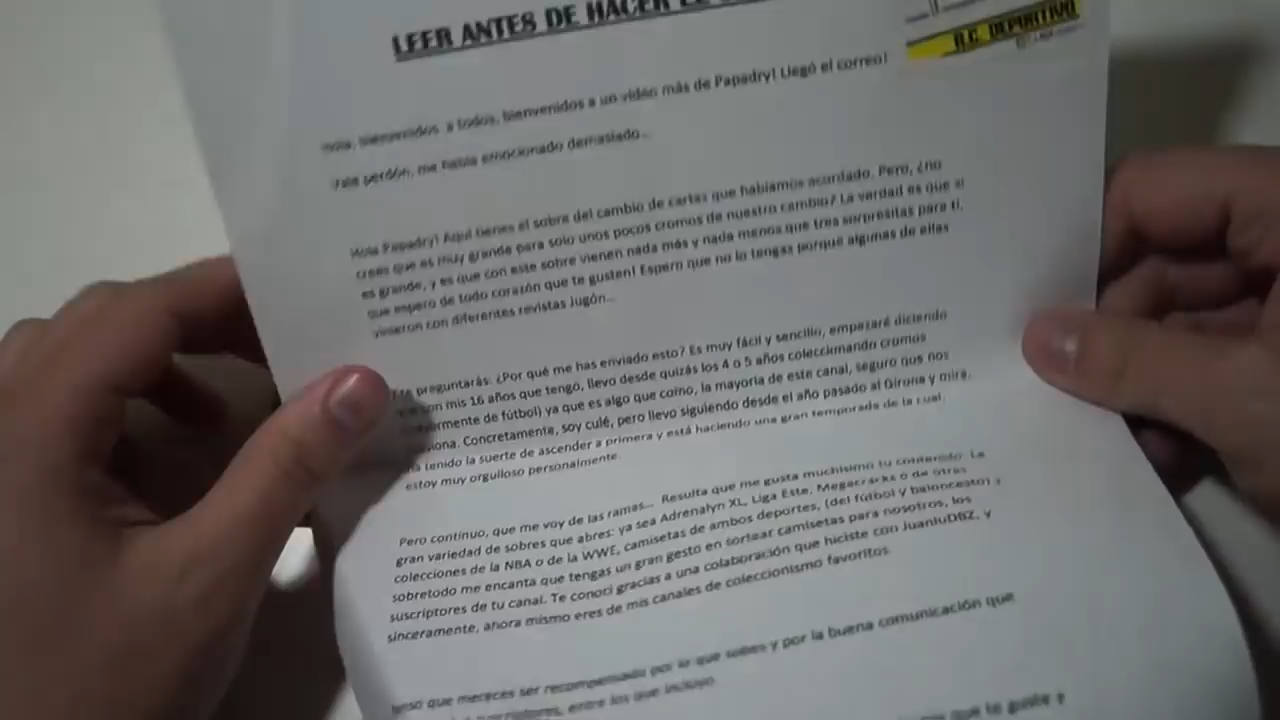 LEER ANTES DE HACER
R.C. DEPORTIVO
Hola, bienvenidos a todos, bienvenidos a un vídeo más de Papadry! Llegó el correo!
Vale perdón, me había emocionado demasiado...
Hola Papadry! Aquí tienes el sobre del cambio de cartas que habíamos acordado. Pero, ¿no
crees que es muy grande para solo unos pocos cromos de nuestro cambio? La verdad es que sí
es grande, y es que con este sobre vienen nada más y nada menos que tres sorpresitas para ti,
que espero de todo corazón que te gusten! Espero que no lo tengas porque algunas de ellas
vinieron con diferentes revistas Jugón...
Te preguntarás: ¿Por qué me has enviado esto? Es muy fácil y sencillo, empezaré diciendo
con mis 16 años que tengo, llevo desde quizás los 4 o 5 años coleccionando cromos
(mayormente de fútbol) ya que es algo que como, la mayoría de este canal, seguro que nos
Concretamente, soy culé, pero llevo siguiendo desde el año pasado al Girona y mira,
ha tenido la suerte de ascender a primera y está haciendo una gran temporada de la cual
estoy muy orgulloso personalmente.
Pero continuo, que me voy de las ramas... Resulta que me gusta muchísimo tu contenido. La
gran variedad de sobres que abres: ya sea Adrenalyn XL, Liga Este, Megacracks o de otras
colecciones de la NBA o de la WWE, camisetas de ambos deportes, (del fútbol y baloncesto) y
sobretodo me encanta que tengas un gran gesto en sortear camisetas para nosotros, los
suscriptores de tu canal. Te conocí gracias a una colaboración que hiciste con JuanluDBZ, y
sinceramente, ahora mismo eres de mis canales de coleccionismo favoritos.
que mereces ser recompensado por lo que sabes y por la buena comunicación que
suscriptores, entre los que incluyo.
que te guste y